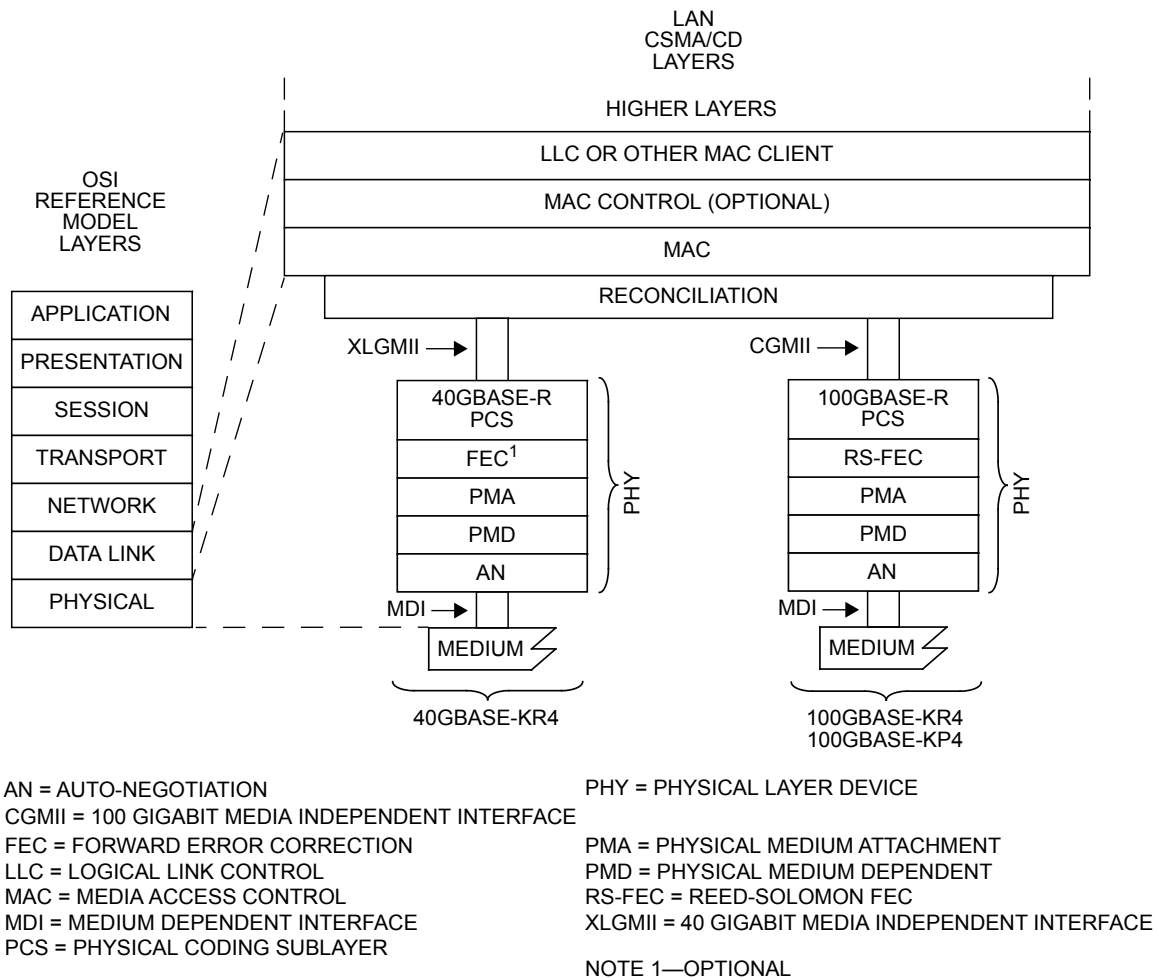 LAN
CSMA/CD
LAYERS
HIGHER LAYERS
LLC OR OTHER MAC CLIENT
MAC CONTROL (OPTIONAL)
MAC
RECONCILIATION
OSI
REFERENCE
MODEL
LAYERS
APPLICATION
PRESENTATION
SESSION
TRANSPORT
NETWORK
DATA LINK
PHYSICAL
XLGMII
40GBASE-R
PCS
FEC1
PMA
PMD
AN
PHY
MDI
MEDIUM
40GBASE-KR4
CGMII
100GBASE-R
PCS
RS-FEC
PMA
PMD
AN
PHY
MDI
MEDIUM
100GBASE-KR4
100GBASE-KP4
AN = AUTO-NEGOTIATION
CGMII = 100 GIGABIT MEDIA INDEPENDENT INTERFACE
FEC = FORWARD ERROR CORRECTION
LLC = LOGICAL LINK CONTROL
MAC = MEDIA ACCESS CONTROL
MDI = MEDIUM DEPENDENT INTERFACE
PCS = PHYSICAL CODING SUBLAYER
PHY = PHYSICAL LAYER DEVICE
PMA = PHYSICAL MEDIUM ATTACHMENT
PMD = PHYSICAL MEDIUM DEPENDENT
RS-FEC = REED-SOLOMON FEC
XLGMII = 40 GIGABIT MEDIA INDEPENDENT INTERFACE
NOTE 1—OPTIONAL